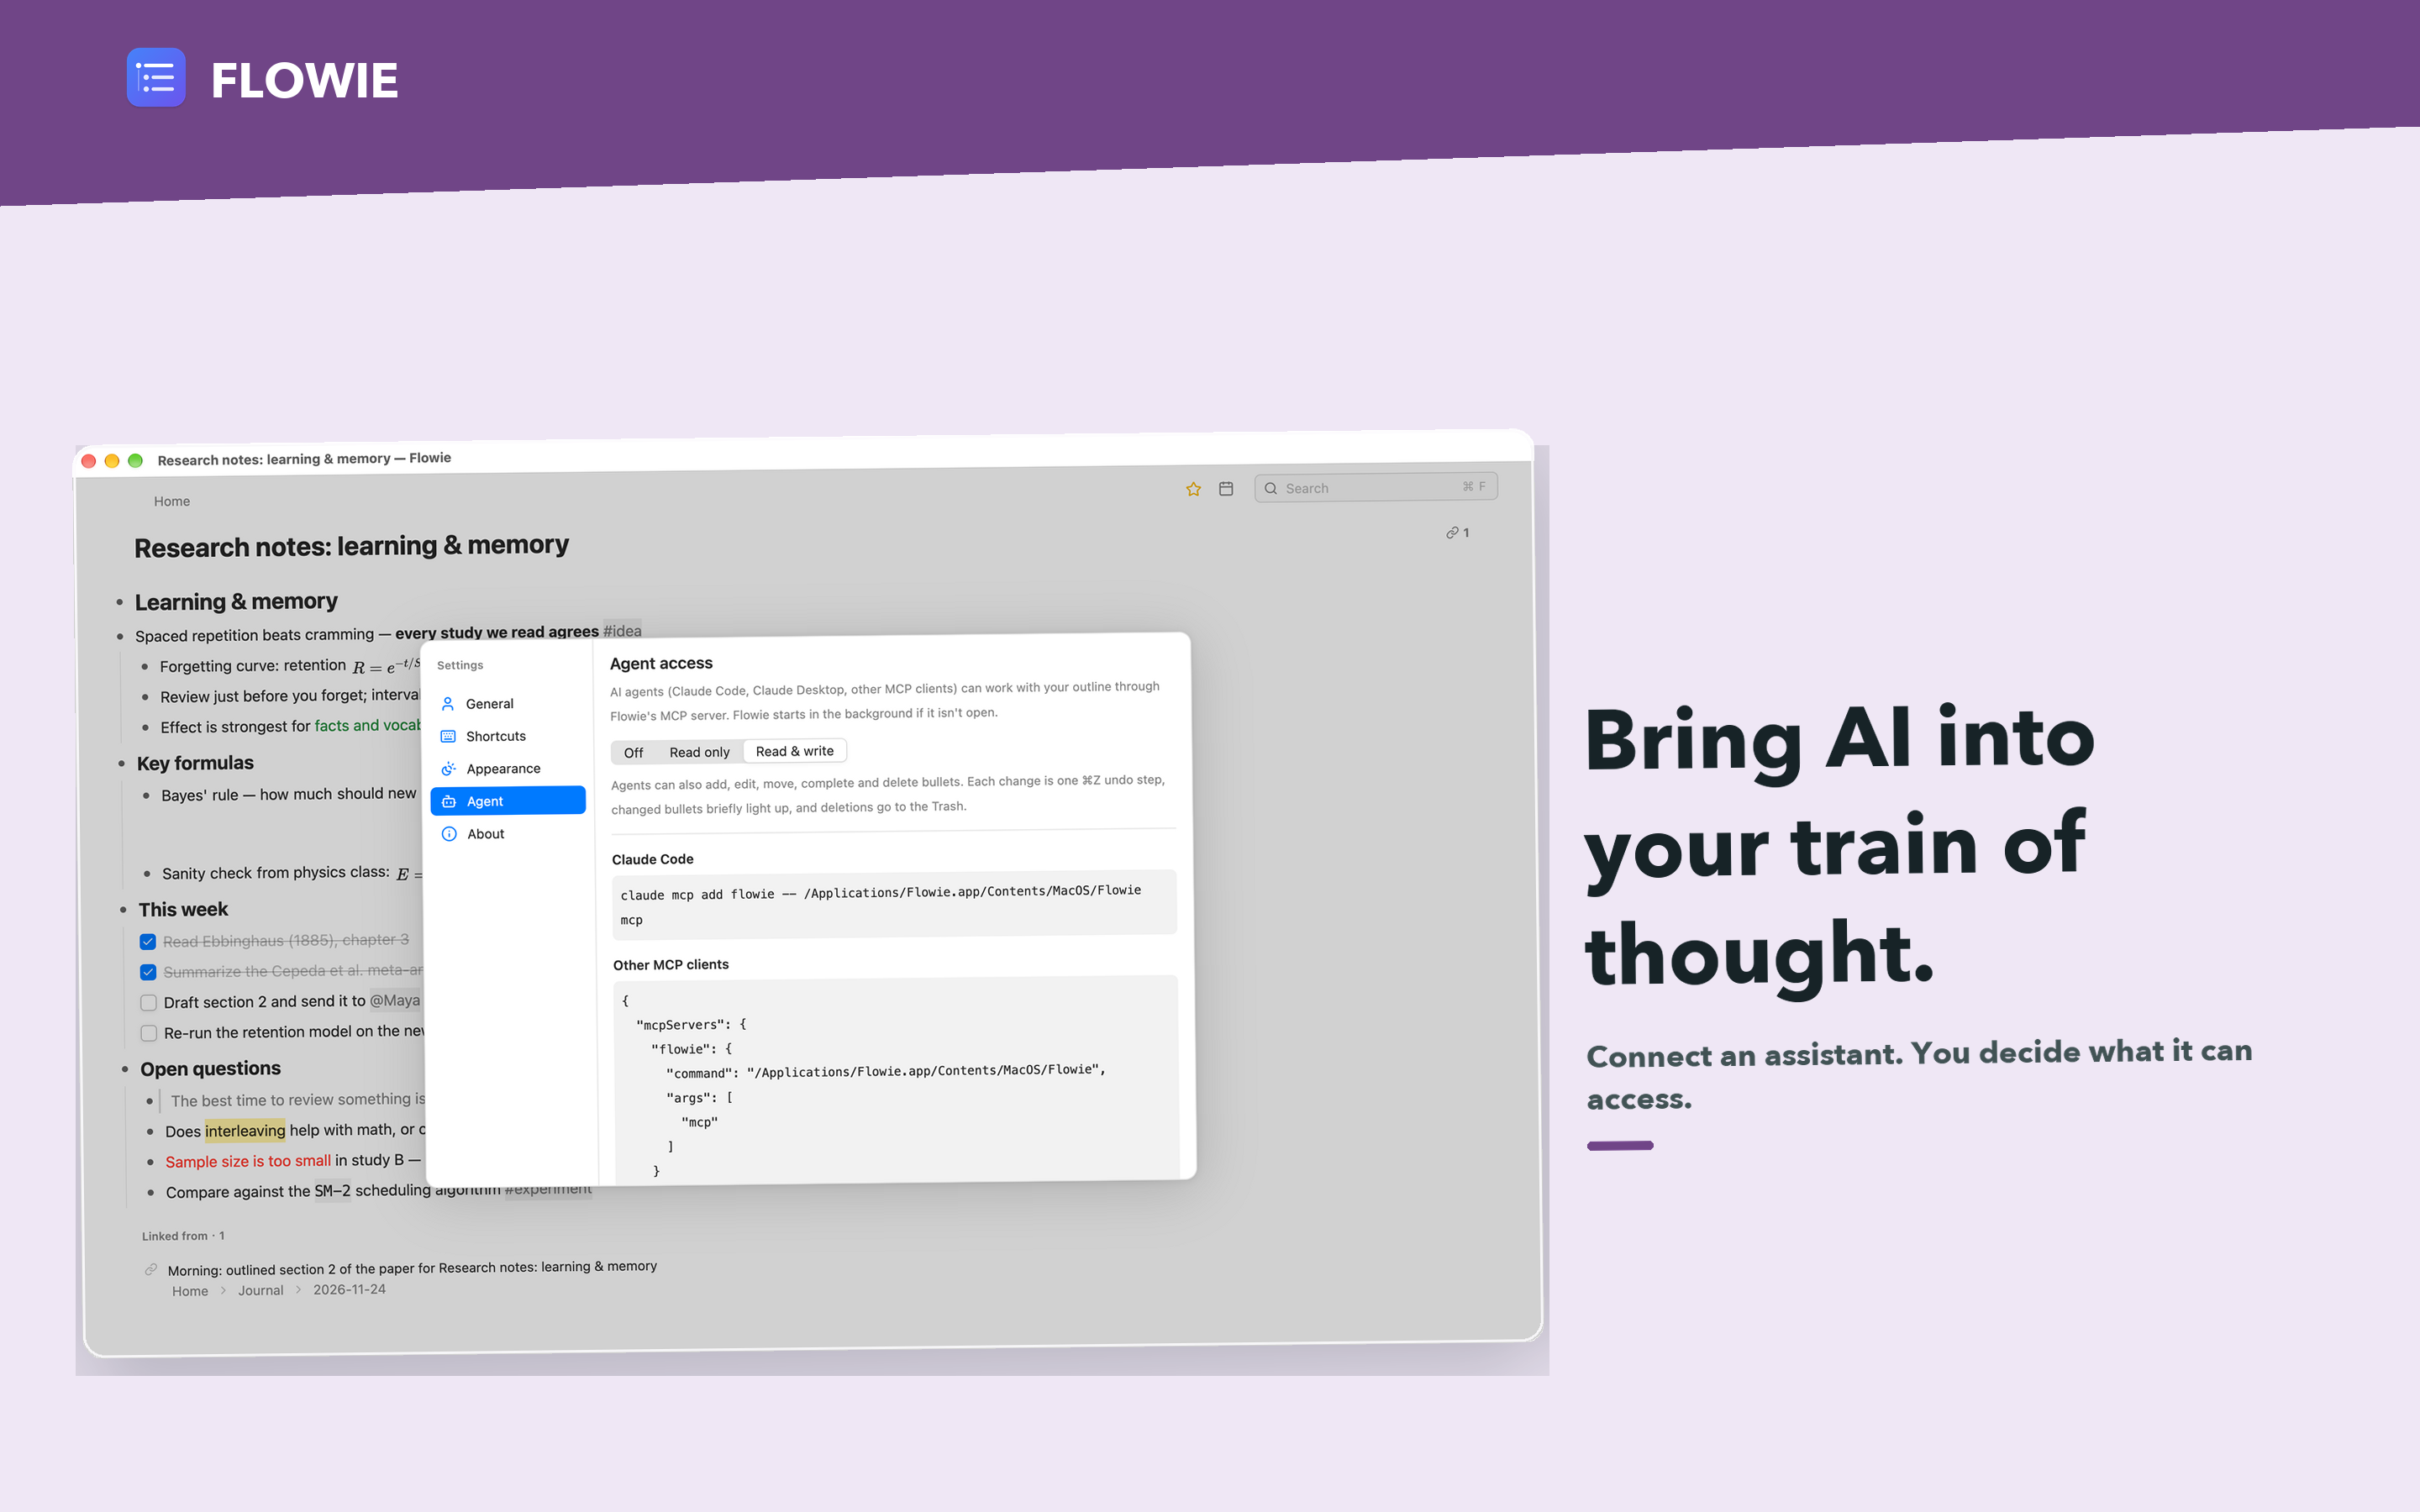 FLOWIE
Research notes: learning & memory — Flowie
Home
Search
⌘ F
Research notes: learning & memory
1
Learning & memory
Spaced repetition beats cramming — every study we read agrees #idea
Forgetting curve: retention R = e^{-t/S}
Review just before you forget;
Effect is strongest for facts and
Key formulas
Bayes' rule — how much should new
Sanity check from physics class: E =
This week
Read Ebbinghaus (1885), chapter 3
Summarize the Cepeda et al.
Draft section 2 and send it to @Maya
Re-run the retention model on the
Open questions
The best time to review something is
Does interleaving help with math, or
Sample size is too small in study B —
Compare against the SM-2 scheduling algorithm #experiment
Linked from · 1
Morning: outlined section 2 of the paper for Research notes: learning & memory
Home > Journal > 2026-11-24
Settings
General
Shortcuts
Appearance
Agent
About
Agent access
AI agents (Claude Code, Claude Desktop, other MCP clients) can work with your outline through
Flowie's MCP server. Flowie starts in the background if it isn't open.
Off
Read only
Read & write
Agents can also add, edit, move, complete and delete bullets. Each change is one ⌘Z undo step,
changed bullets briefly light up, and deletions go to the Trash.
Claude Code
claude mcp add flowie -- /Applications/Flowie.app/Contents/MacOS/Flowie
mcp
Other MCP clients
{
"mcpServers": {
"flowie": {
"command": "/Applications/Flowie.app/Contents/MacOS/Flowie",
"args": [
"mcp"
]
}
Bring AI into
your train of
thought.
Connect an assistant. You decide what it can
access.